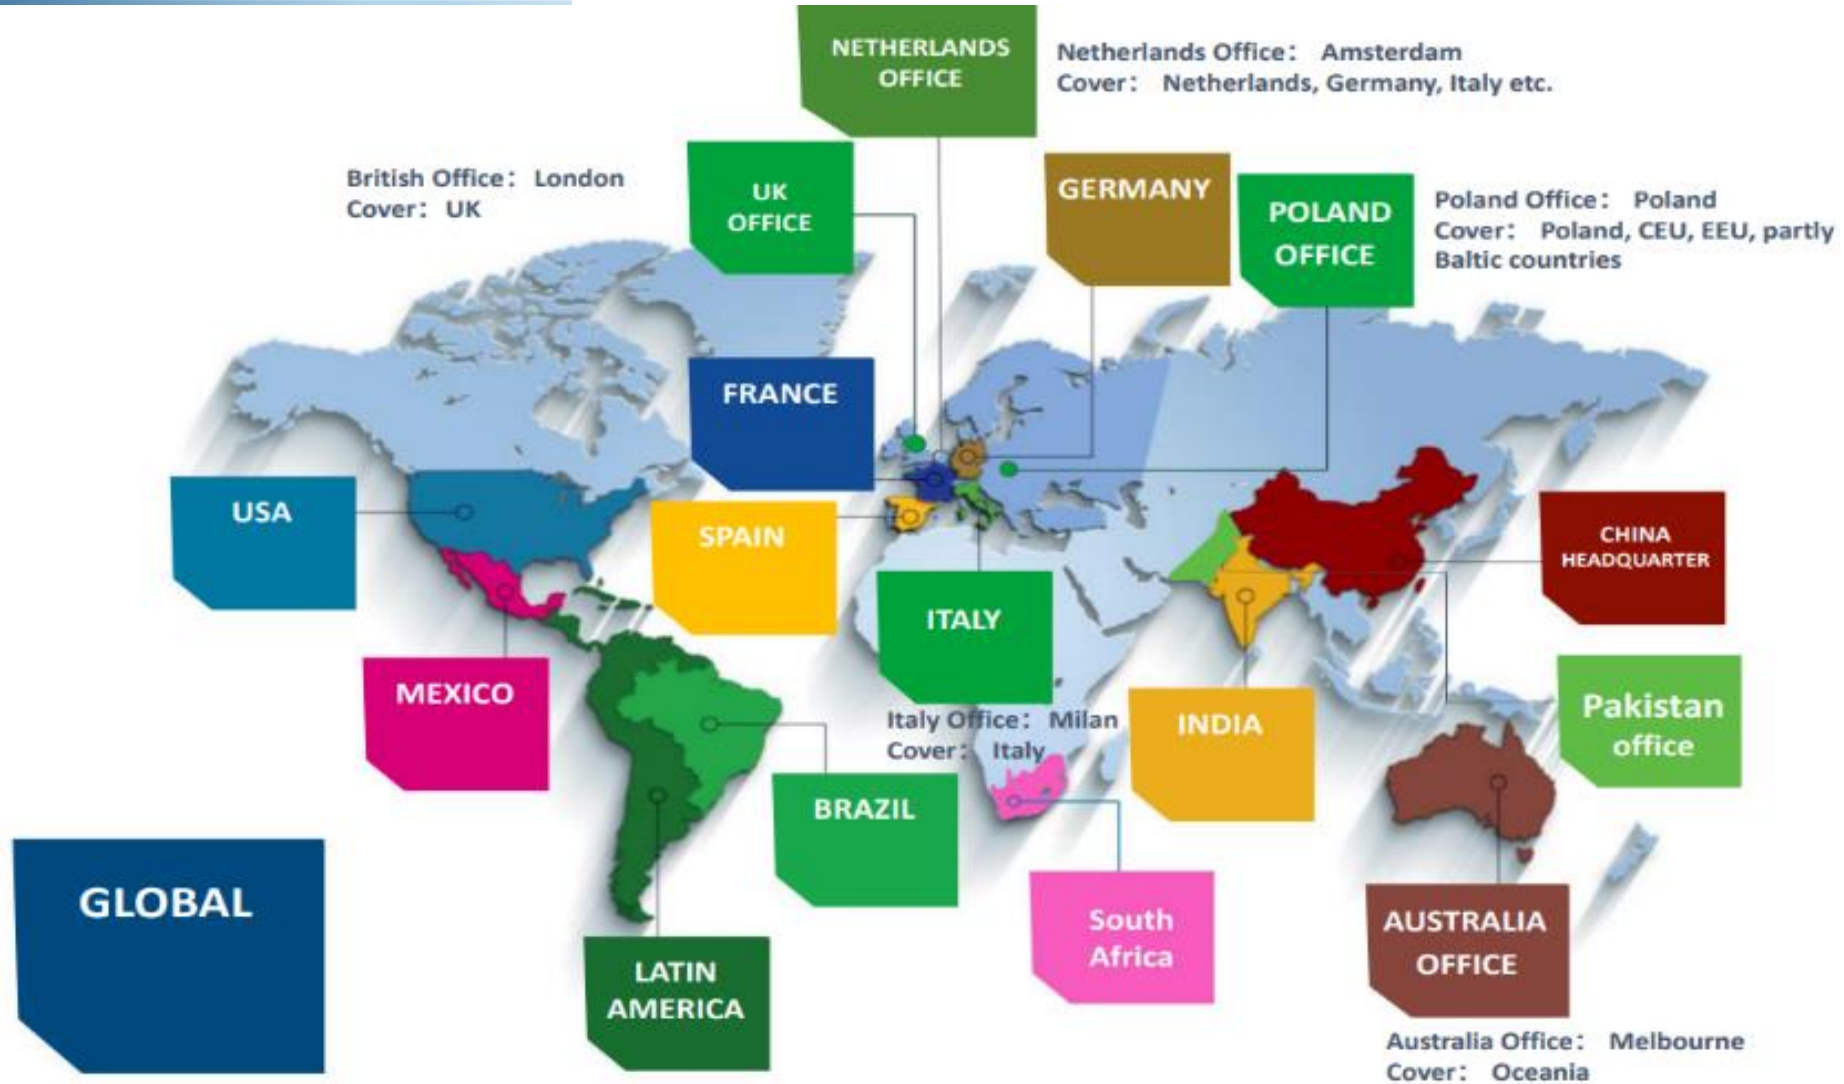 NETHERLANDS
OFFICE
Netherlands Office： Amsterdam
Cover： Netherlands, Germany, Italy etc.
British Office： London
Cover： UK
UK
OFFICE
GERMANY
POLAND
OFFICE
Poland Office： Poland
Cover： Poland, CEU, EEU, partly
Baltic countries
FRANCE
USA
SPAIN
CHINA
HEADQUARTER
ITALY
MEXICO
Italy Office： Milan
Cover： Italy
INDIA
Pakistan
office
BRAZIL
GLOBAL
South
Africa
AUSTRALIA
OFFICE
LATIN
AMERICA
Australia Office： Melbourne
Cover： Oceania